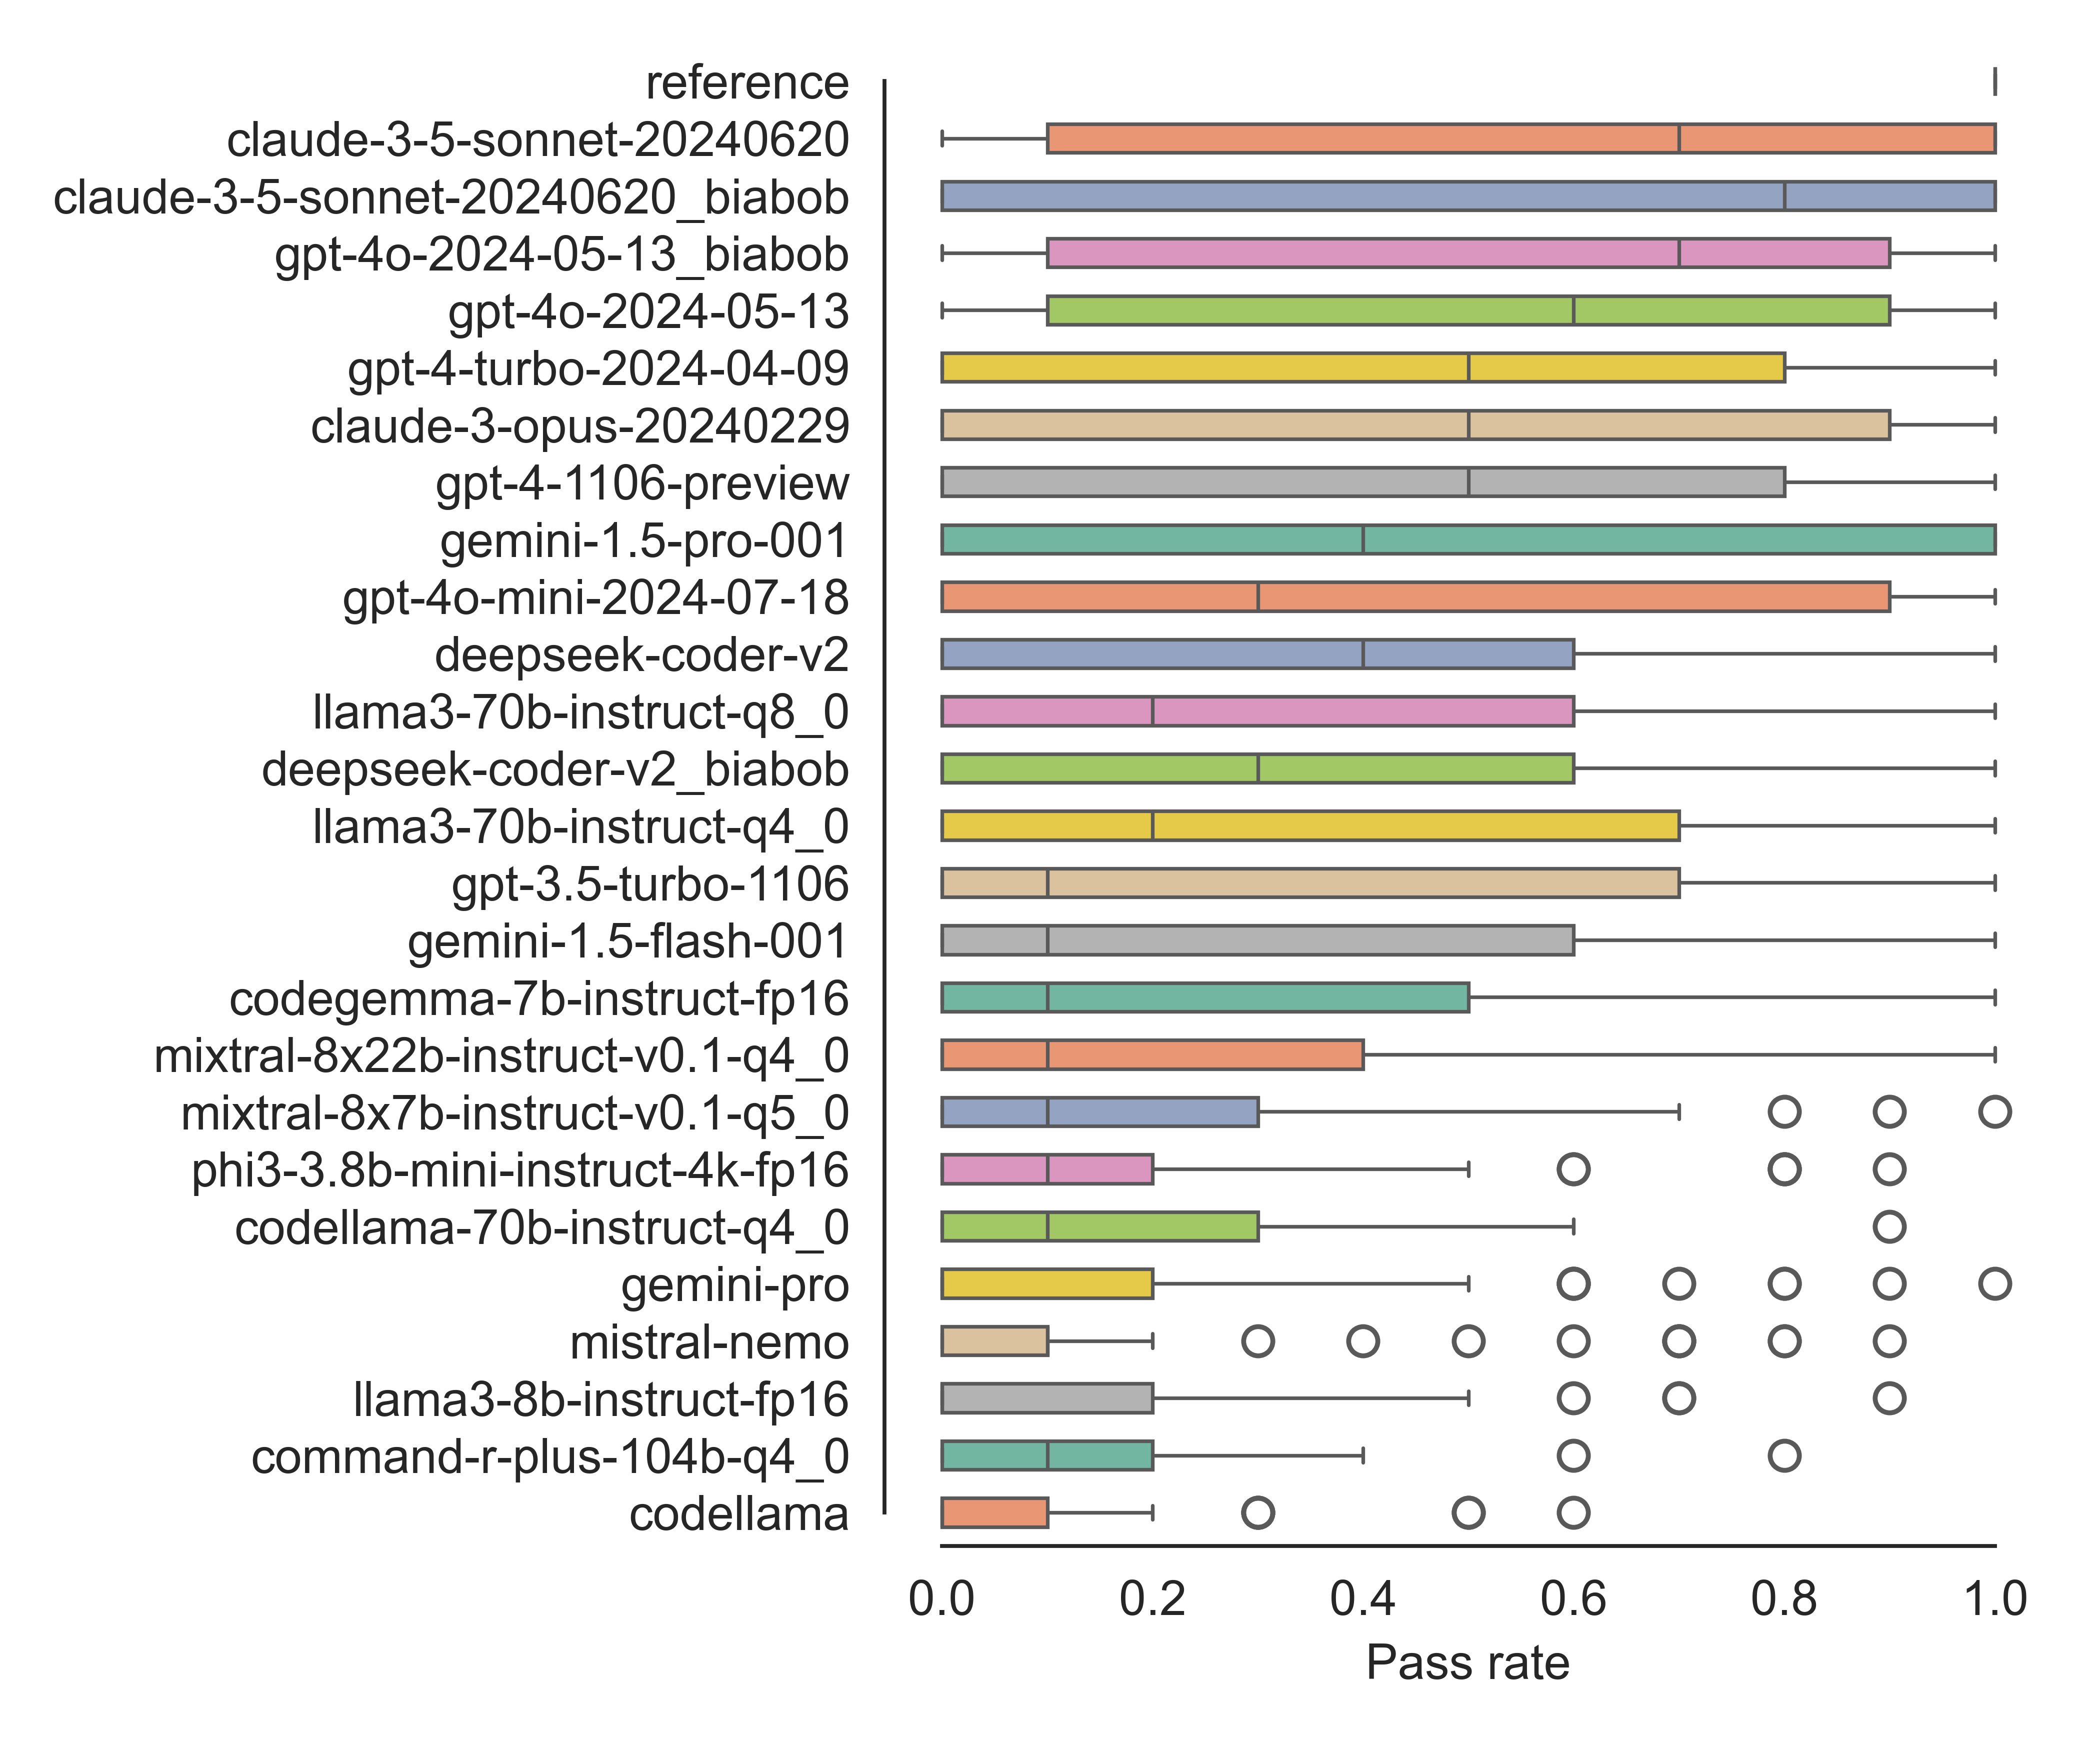 reference
claude-3-5-sonnet-20240620
claude-3-5-sonnet-20240620_biabob
gpt-4o-2024-05-13_biabob
gpt-4o-2024-05-13
gpt-4-turbo-2024-04-09
claude-3-opus-20240229
gpt-4-1106-preview
gemini-1.5-pro-001
gpt-4o-mini-2024-07-18
deepseek-coder-v2
llama3-70b-instruct-q8_0
deepseek-coder-v2_biabob
llama3-70b-instruct-q4_0
gpt-3.5-turbo-1106
gemini-1.5-flash-001
codegemma-7b-instruct-fp16
mixtral-8x22b-instruct-v0.1-q4_0
mixtral-8x7b-instruct-v0.1-q5_0
phi3-3.8b-mini-instruct-4k-fp16
codellama-70b-instruct-q4_0
gemini-pro
mistral-nemo
llama3-8b-instruct-fp16
command-r-plus-104b-q4_0
codellama
0.0 0.2 0.4 0.6 0.8 1.0
Pass rate